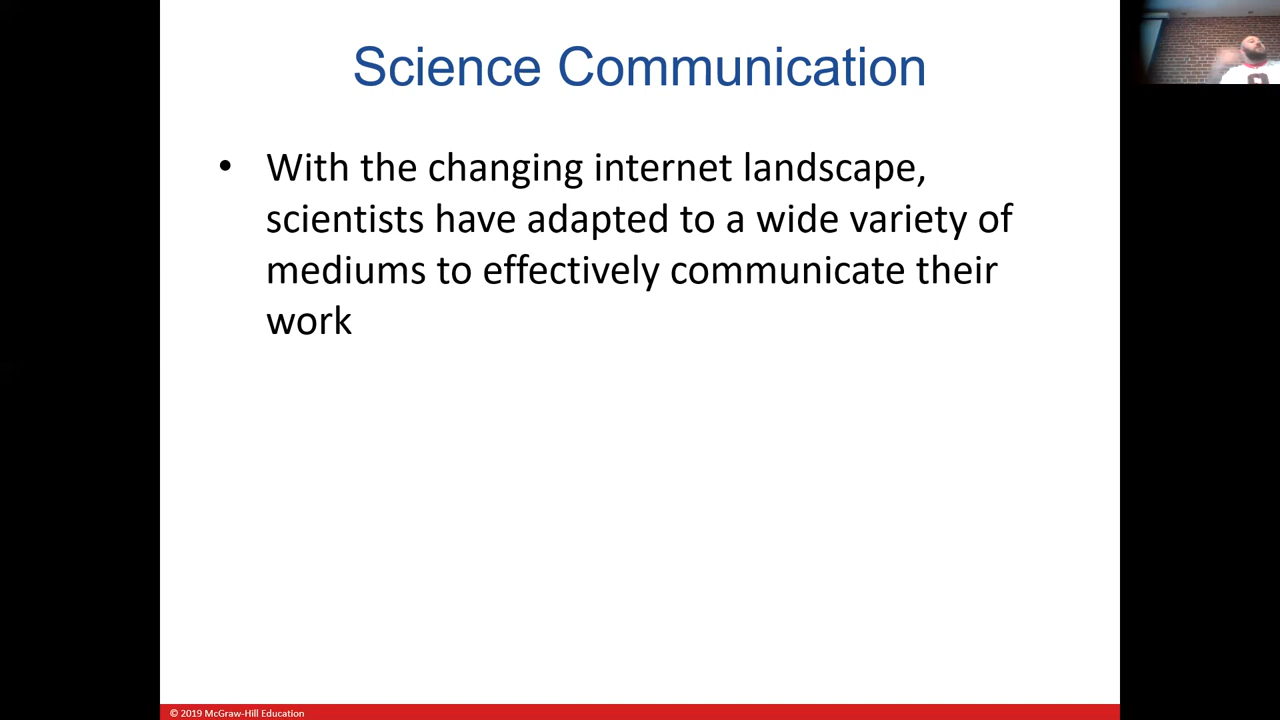 Science Communication
• With the changing internet landscape,
scientists have adapted to a wide variety of
mediums to effectively communicate their
work
© 2019 McGraw-Hill Education